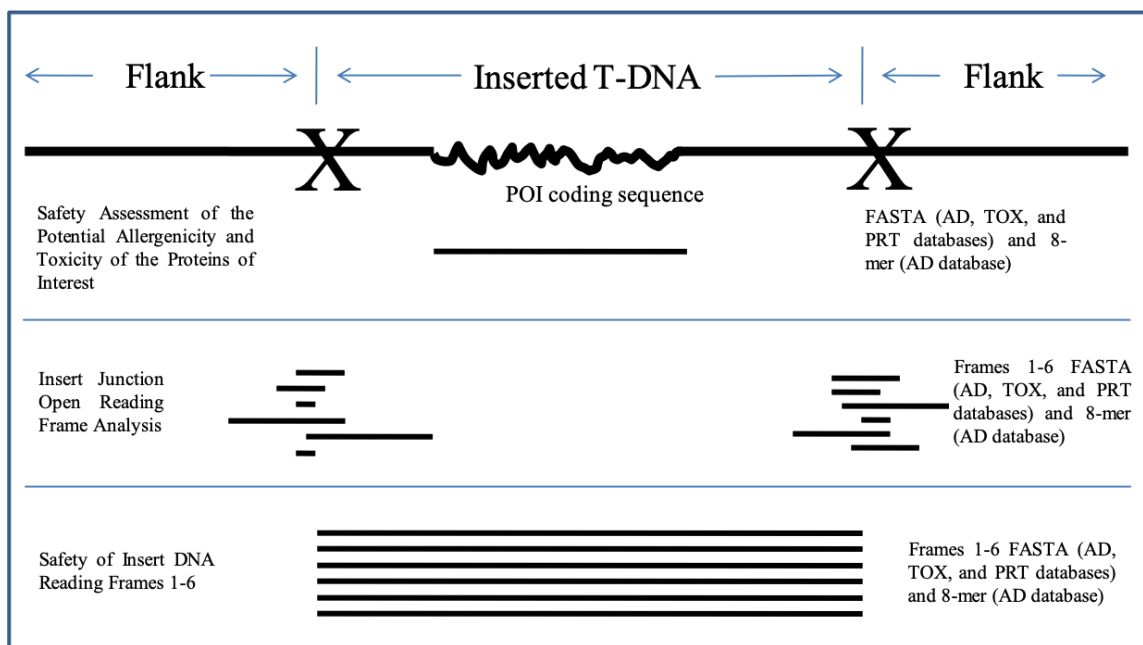 Flank
Inserted T-DNA
Flank
X
X
POI coding sequence
Safety Assessment of the
Potential Allergenicity and
Toxicity of the Proteins of
Interest
FASTA (AD, TOX, and
PRT databases) and 8-
mer (AD database)
Insert Junction
Open Reading
Frame Analysis
Frames 1-6 FASTA
(AD, TOX, and PRT
databases) and 8-mer
(AD database)
Safety of Insert DNA
Reading Frames 1-6
Frames 1-6 FASTA (AD,
TOX, and PRT databases)
and 8-mer (AD database)